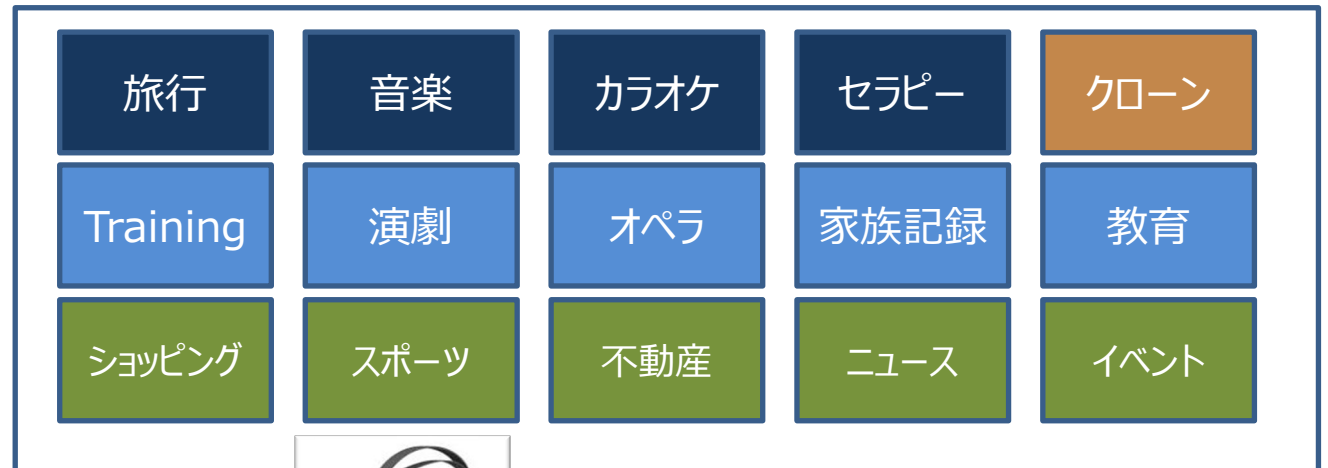 旅行
音楽
カラオケ
セラピー
クローン
Training
演劇
オペラ
家族記録
教育
ショッピング
スポーツ
不動産
ニュース
イベント